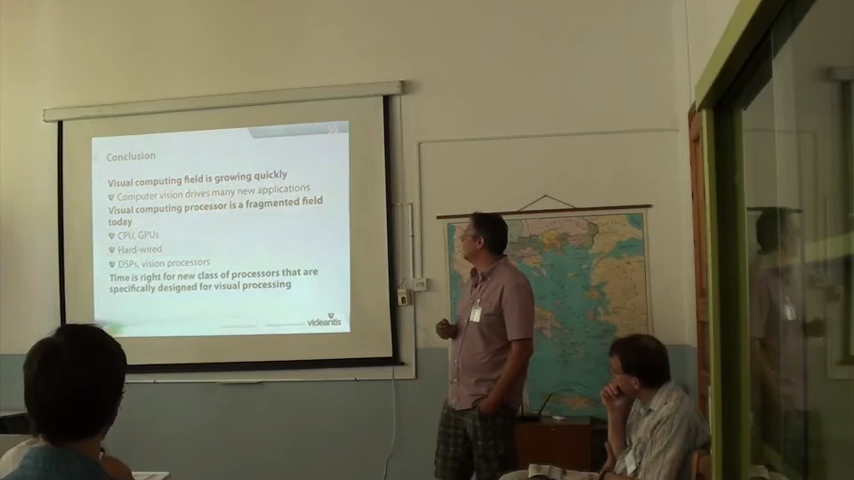 Conclusion
Visual computing field is growing quickly
Computer vision drives many new applications
Visual computing processor is a fragmented field
today
CPU, GPUs
Hard-wired
DSPs, vision processors
Time is right for new class of processors that are
specifically designed for visual processing
videantis